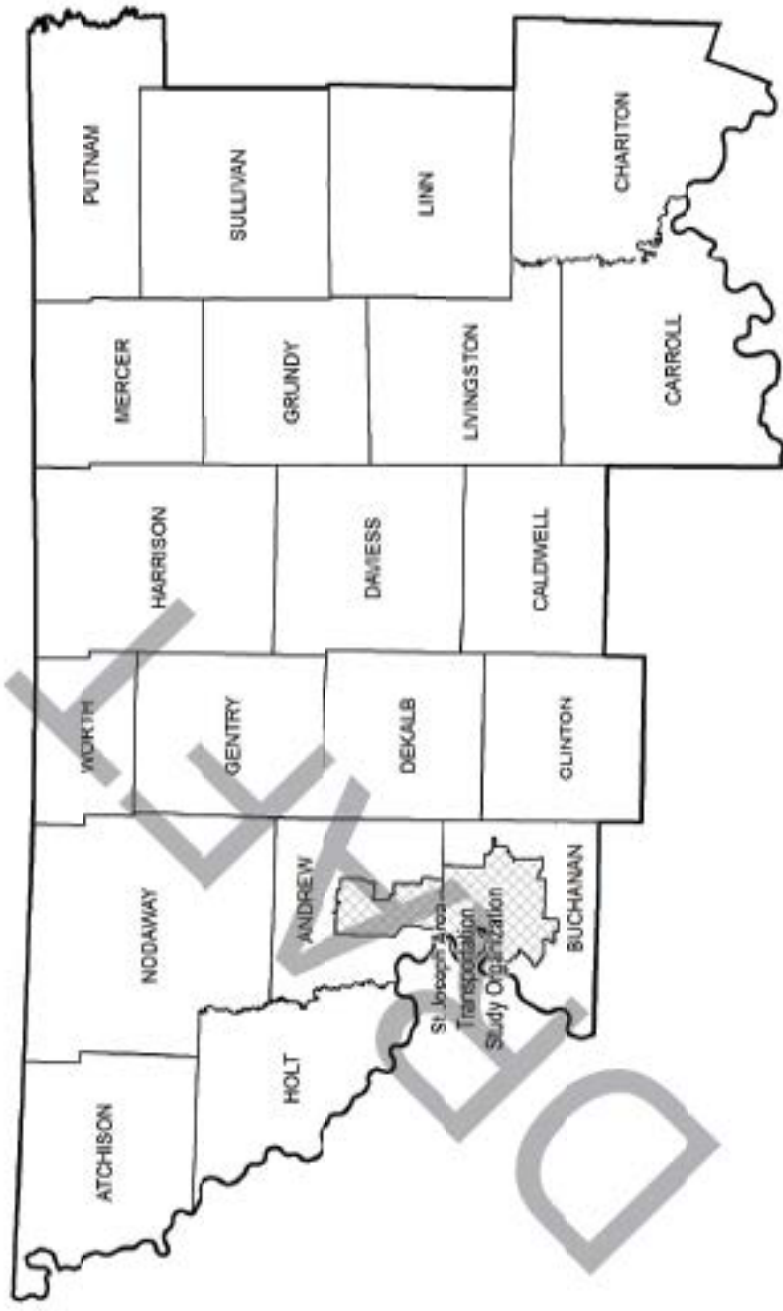 ATCHISON
NODAWAY
WORTH
HARRISON
MERCER
PUTNAM
HOLT
ANDREW
GENTRY
DAVIESS
GRUNDY
SULLIVAN
St. Joseph Area
Transportation
Study Organization
DEKALB
LIVINGSTON
LINN
BUCHANAN
CLINTON
CALDWELL
CARROLL
CHARITON
DRAFT